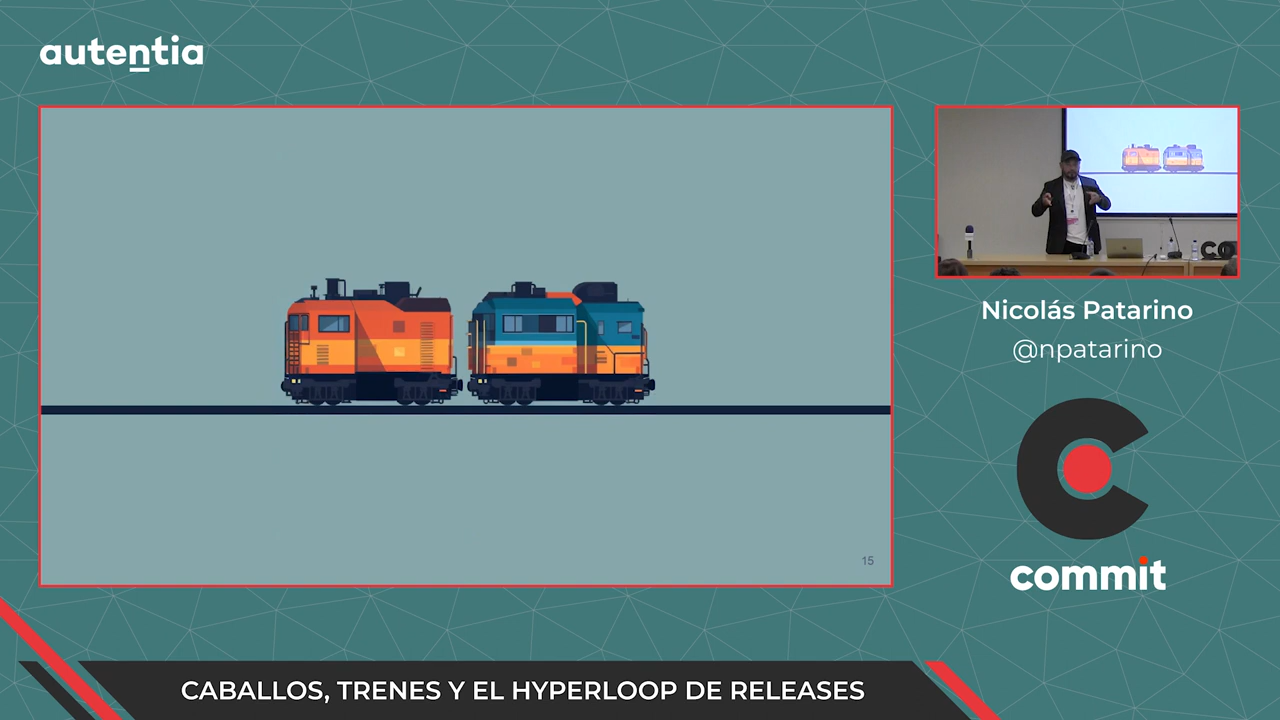 autentia
15
Nicolás Patarino
@npatarino
commit
CABALLOS, TRENES Y EL HYPERLOOP DE RELEASES